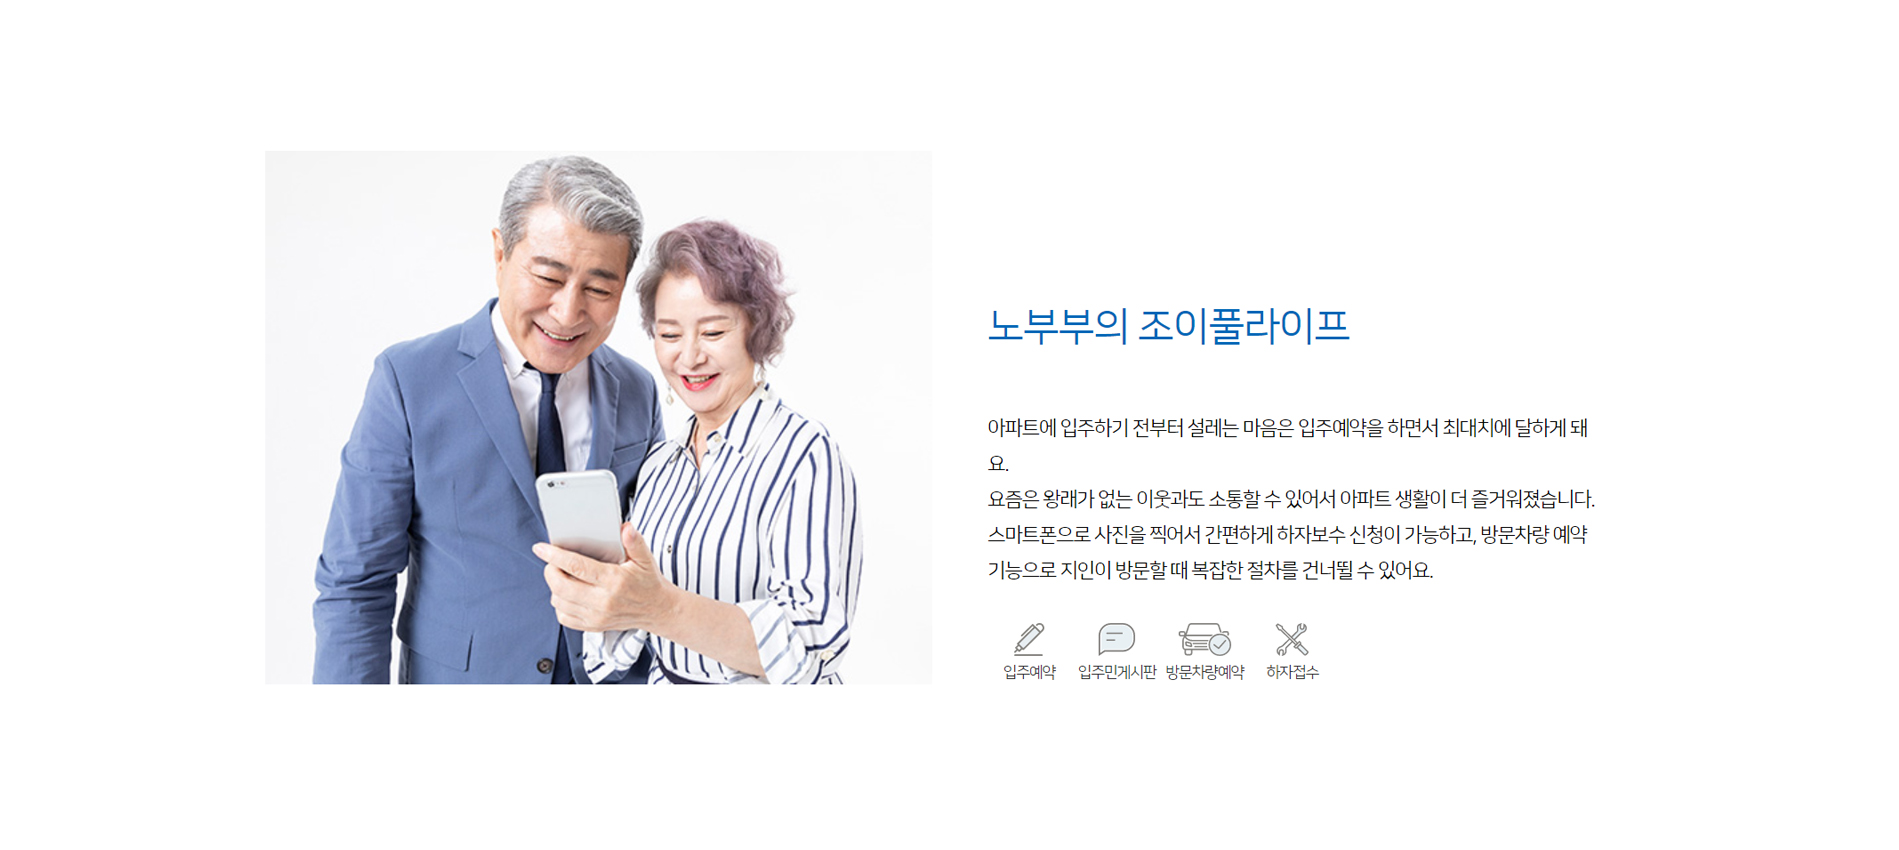 노부부의 조이풀라이프
아파트에 입주하기 전부터 설레는 마음은 입주예약을 하면서 최대치에 달하게 돼
요.
요즘은 왕래가 없는 이웃과도 소통할 수 있어서 아파트 생활이 더 즐거워졌습니다.
스마트폰으로 사진을 찍어서 간편하게 하자보수 신청이 가능하고, 방문차량 예약
기능으로 지인이 방문할 때 복잡한 절차를 건너뛸 수 있어요.
입주예약 입주민게시판 방문차량예약 하자접수